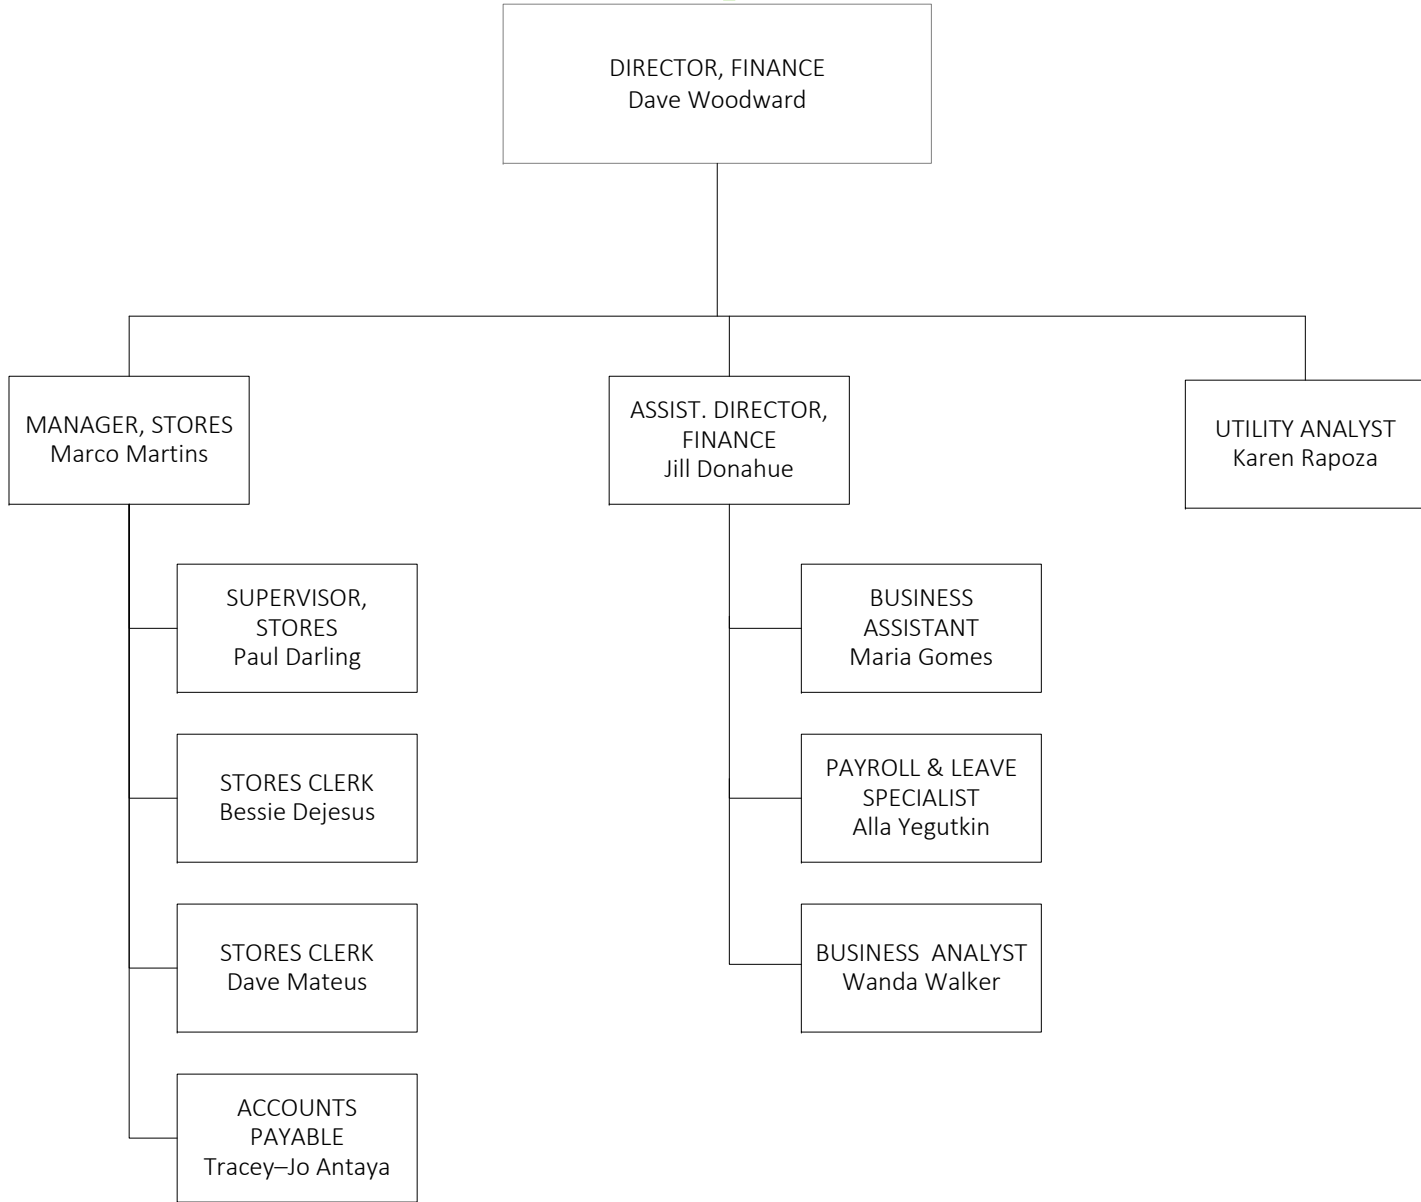 DIRECTOR, FINANCE
Dave Woodward
MANAGER, STORES
Marco Martins
ASSIST. DIRECTOR,
FINANCE
Jill Donahue
UTILITY ANALYST
Karen Rapoza
SUPERVISOR,
STORES
Paul Darling
STORES CLERK
Bessie Dejesus
STORES CLERK
Dave Mateus
ACCOUNTS
PAYABLE
Tracey–Jo Antaya
BUSINESS
ASSISTANT
Maria Gomes
PAYROLL & LEAVE
SPECIALIST
Alla Yegutkin
BUSINESS  ANALYST
Wanda Walker